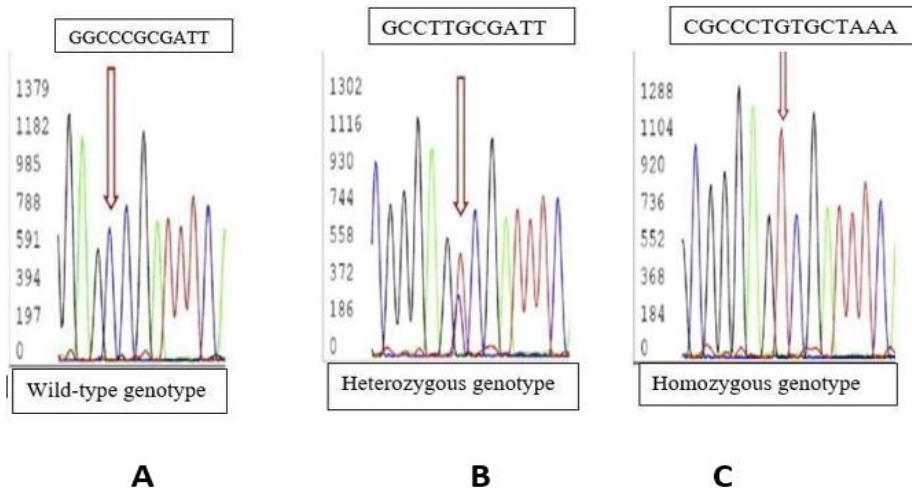 GGCCCGCGATT
1379
1182
985
788
591
394
197
0
Wild-type genotype
A
GCCTTGCGATT
1302
1116
930
744
558
372
186
0
Heterozygous genotype
B
CGCCCTGTGCTAAA
1288
1104
920
736
552
368
184
0
Homozygous genotype
C